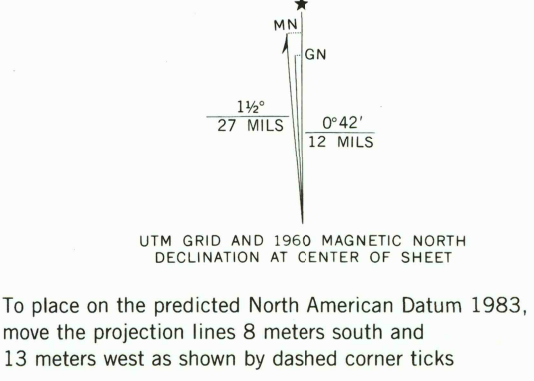 ★
MN
GN
1½°
27 MILS
0°42′
12 MILS
UTM GRID AND 1960 MAGNETIC NORTH
DECLINATION AT CENTER OF SHEET
To place on the predicted North American Datum 1983,
move the projection lines 8 meters south and
13 meters west as shown by dashed corner ticks